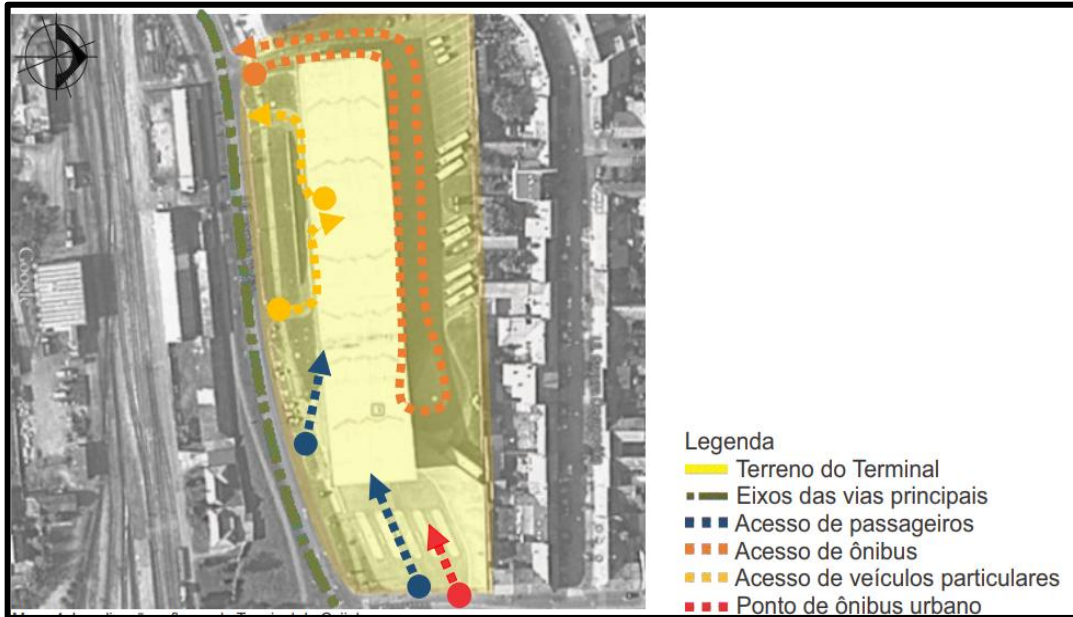 Google
Legenda
Terreno do Terminal
Eixos das vias principais
Acesso de passageiros
Acesso de ônibus
Acesso de veículos particulares
Ponto de ônibus urbano